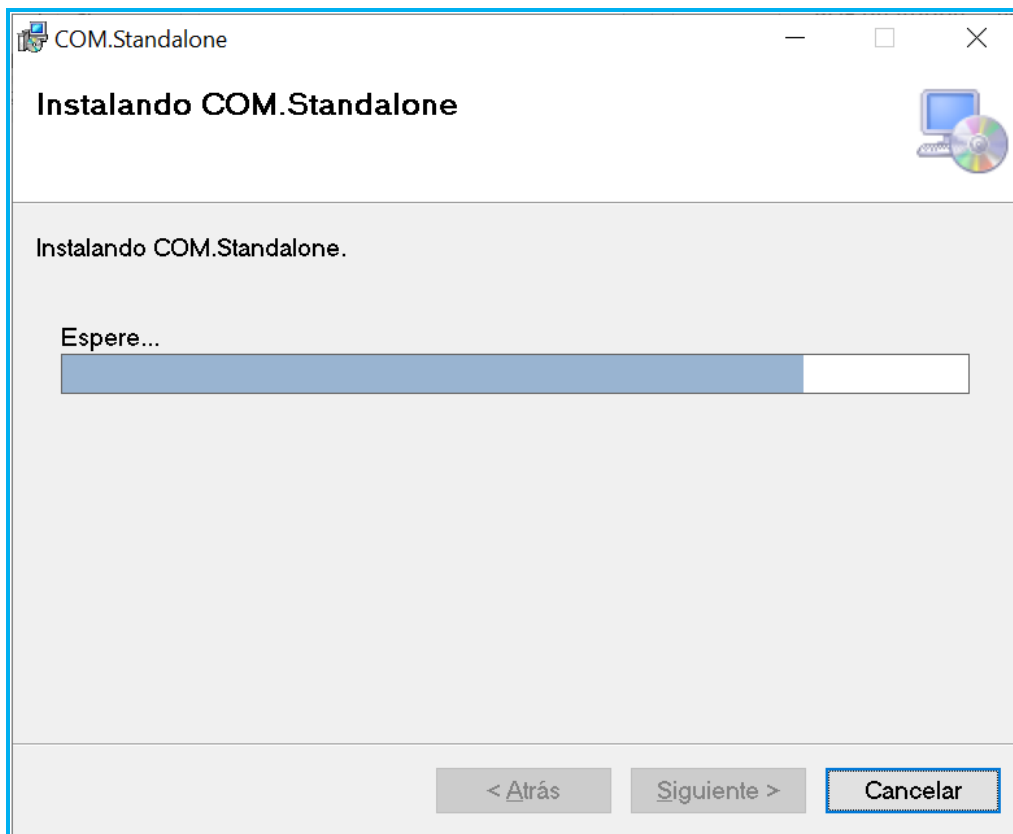 COM.Standalone
Instalando COM.Standalone
Instalando COM.Standalone.
Espere...
< Atrás
Siguiente >
Cancelar